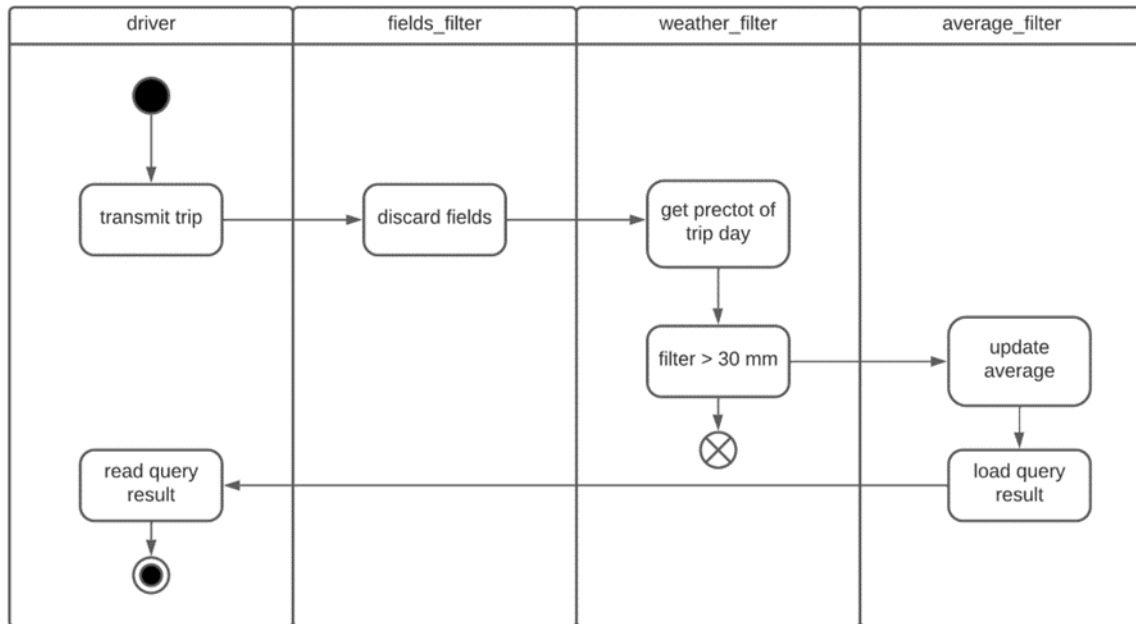 driver
fields_filter
weather_filter
average_filter
transmit trip
discard fields
get prectot of
trip day
filter > 30 mm
update
average
read query
result
load query
result